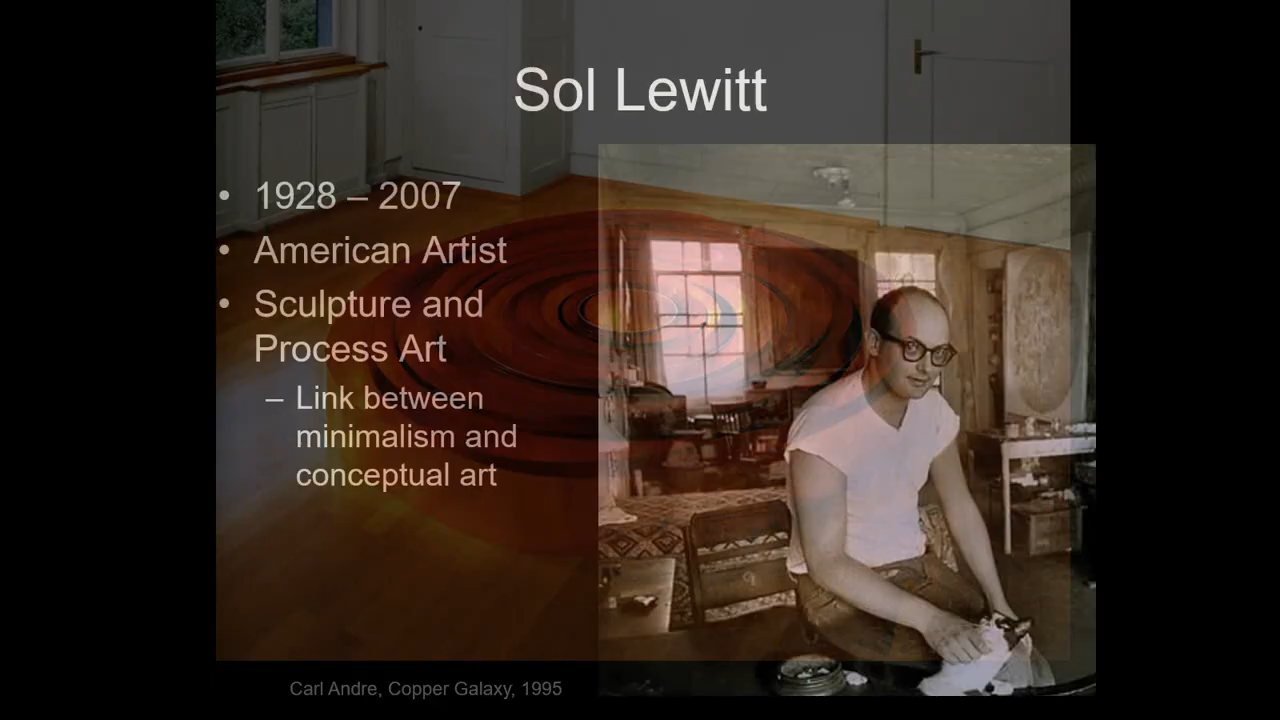 Sol Lewitt
• 1928 – 2007
• American Artist
• Sculpture and
Process Art
– Link between
minimalism and
conceptual art
Carl Andre, Copper Galaxy, 1995